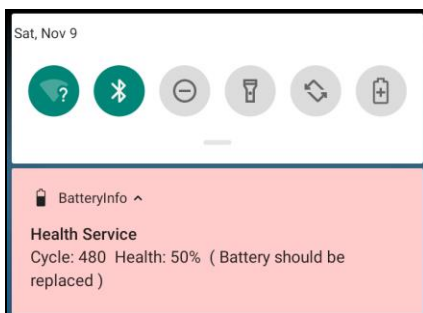 Sat, Nov 9
?
BatteryInfo
Health Service
Cycle: 480 Health: 50% ( Battery should be
replaced )